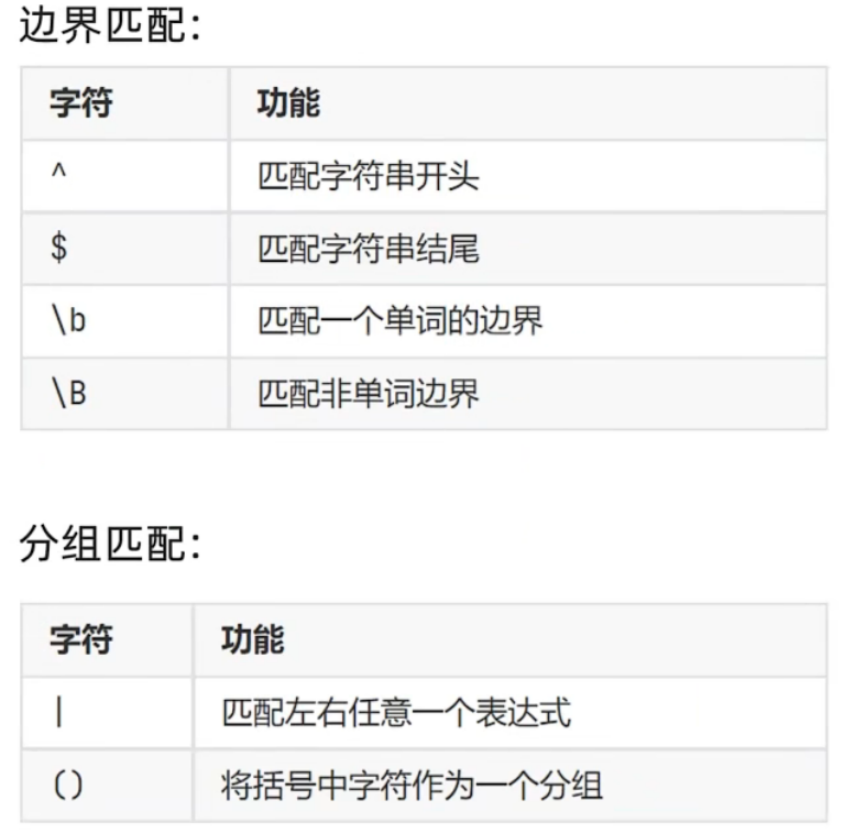 边界匹配：
字符 功能
^ 匹配字符串开头
$ 匹配字符串结尾
\b 匹配一个单词的边界
\B 匹配非单词边界
分组匹配：
字符 功能
| 匹配左右任意一个表达式
() 将括号中字符作为一个分组